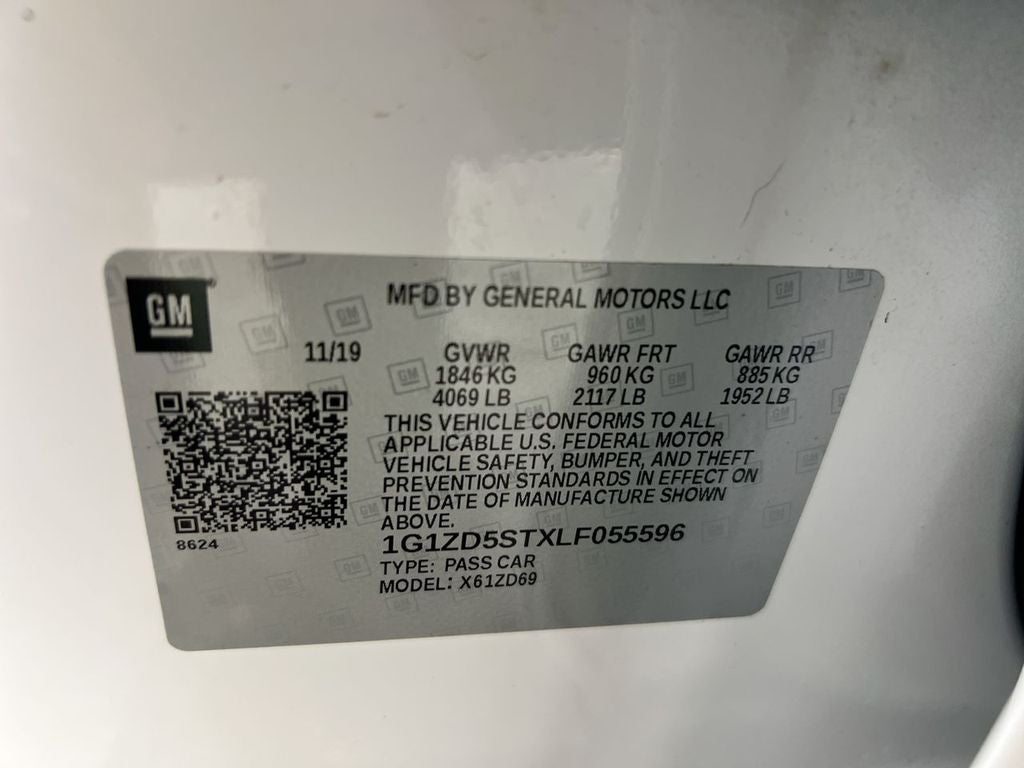 GM
MFD BY GENERAL MOTORS LLC
11/19 GVWR GAWR FRT GAWR RR
1846 KG 960 KG 885 KG
4069 LB 2117 LB 1952 LB
THIS VEHICLE CONFORMS TO ALL
APPLICABLE U.S. FEDERAL MOTOR
VEHICLE SAFETY, BUMPER, AND THEFT
PREVENTION STANDARDS IN EFFECT ON
THE DATE OF MANUFACTURE SHOWN
ABOVE.
8624
1G1ZD5STXLF055596
TYPE: PASS CAR
MODEL: X61ZD69